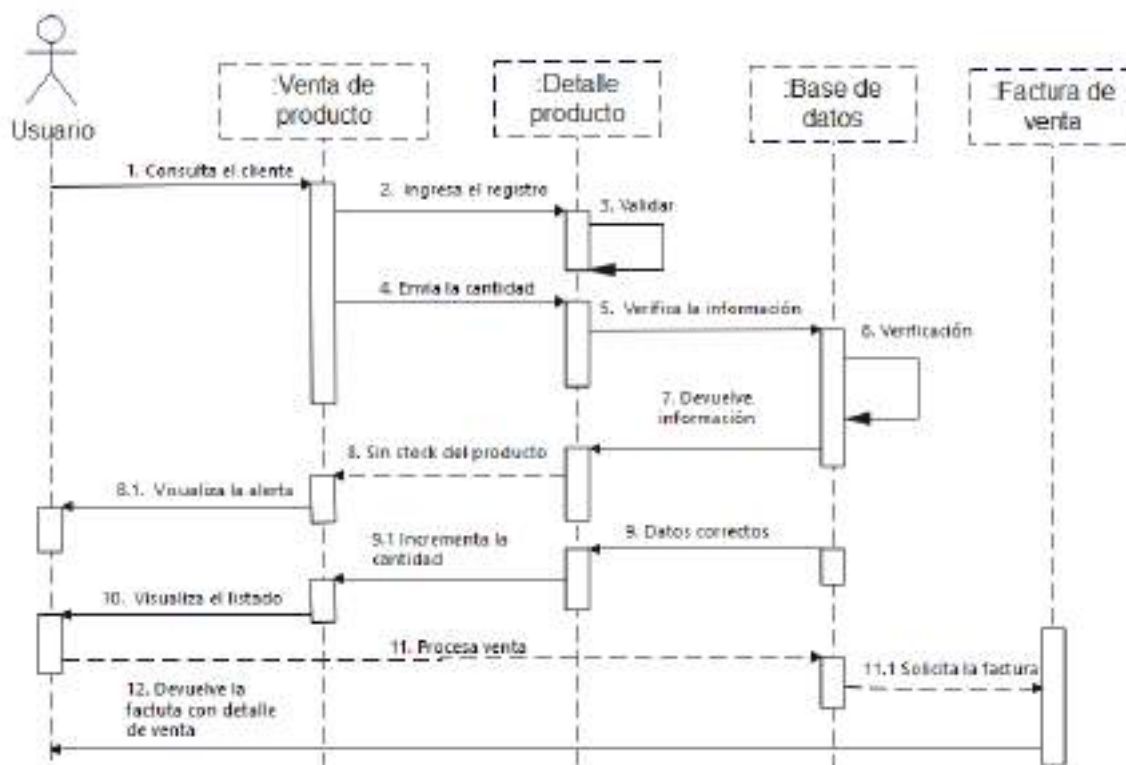 Usuario
:Venta de
producto
:Detalle
producto
:Base de
datos
:Factura de
venta
1. Consulta el cliente
2. Ingresa el registro
3. Validar
4. Envia la cantidad
5. Verifica la información
6. Verificación
7. Devuelve
información
8. Sin stock del producto
8.1. Visualiza la alerta
9. Datos correctos
9.1 Incrementa la
cantidad
10. Visualiza el listado
11. Procesa venta
11.1 Solicita la factura
12. Devuelve la
factuta con detalle
de venta